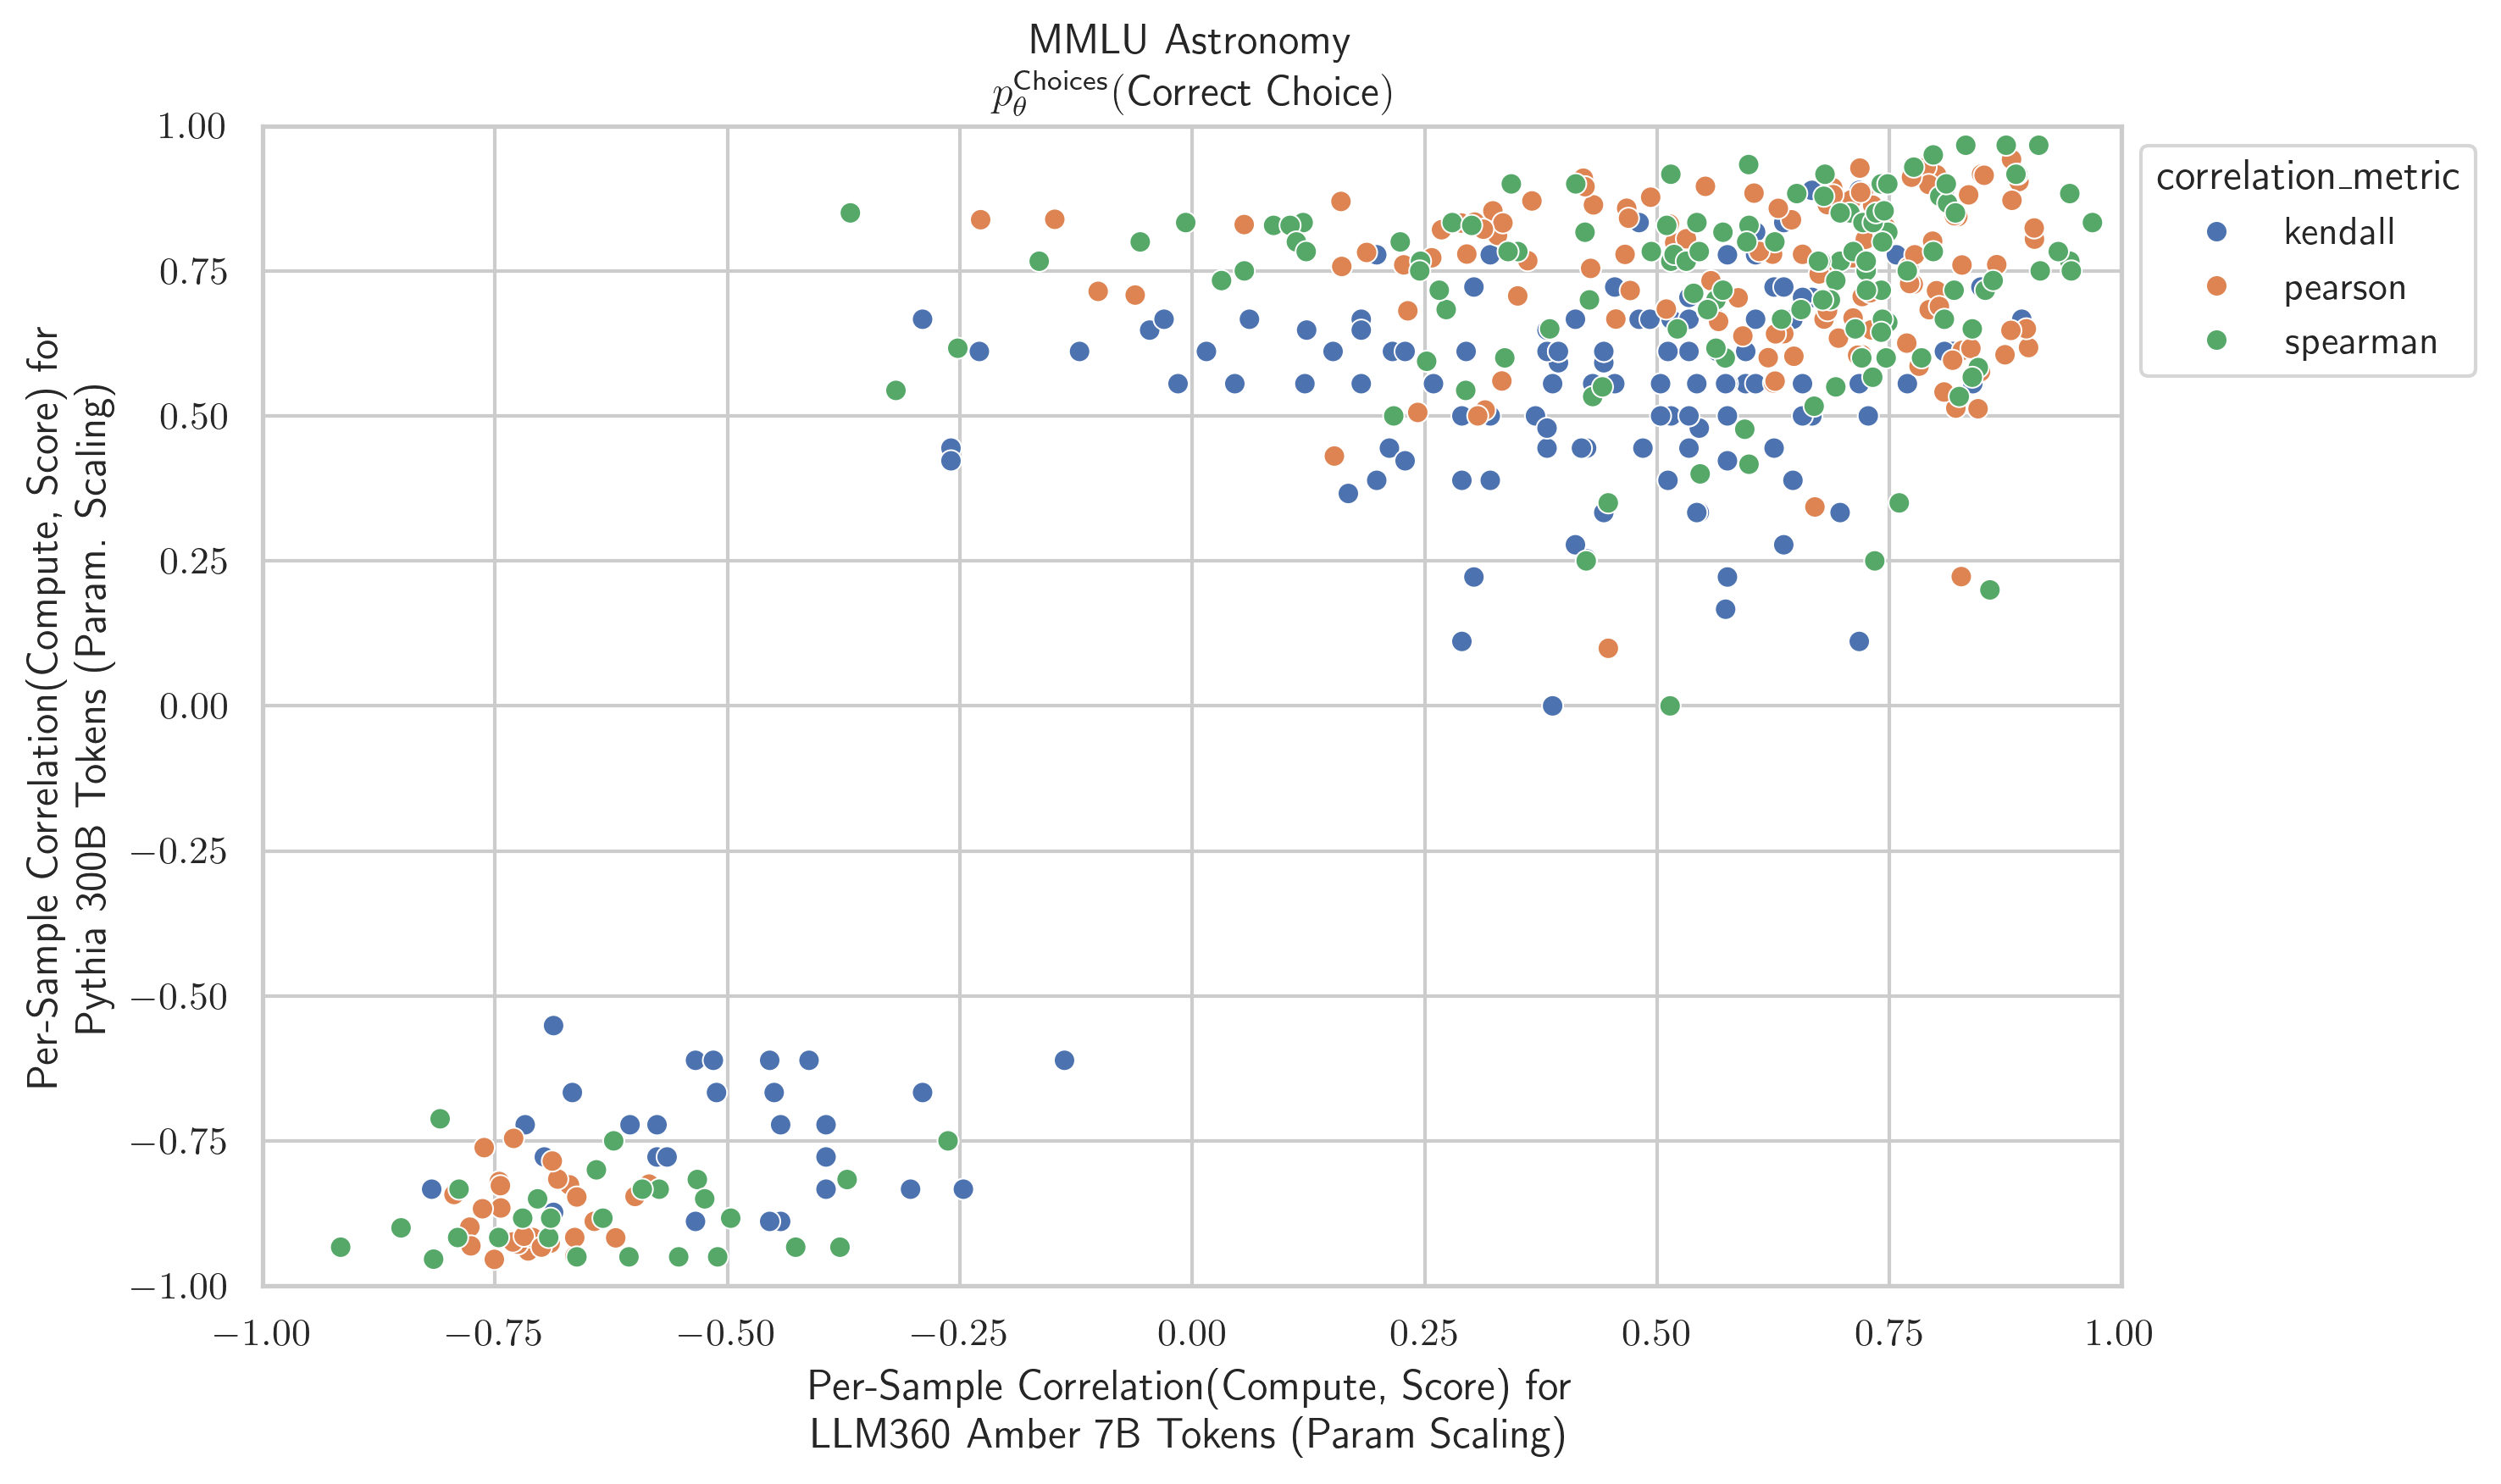 MMLU Astronomy
p_θ^Choices(Correct Choice)
1.00
0.75
0.50
0.25
0.00
−0.25
−0.50
−0.75
−1.00
Per-Sample Correlation(Compute, Score) for
Pythia 300B Tokens (Param. Scaling)
−1.00
−0.75
−0.50
−0.25
0.00
0.25
0.50
0.75
1.00
Per-Sample Correlation(Compute, Score) for
LLM360 Amber 7B Tokens (Param Scaling)
correlation_metric
kendall
pearson
spearman